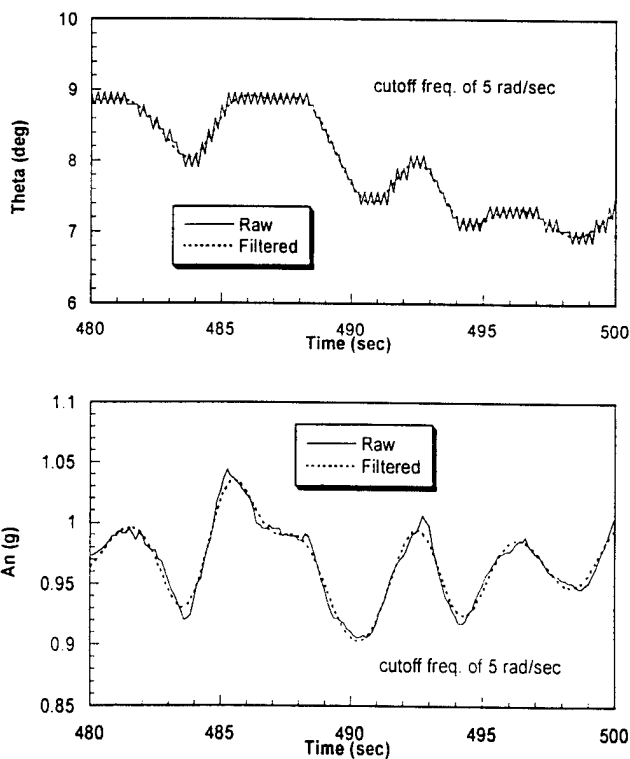 10
9
8
7
6
Theta (deg)
cutoff freq. of 5 rad/sec
Raw
Filtered
480
485
490
495
500
Time (sec)
1.1
1.05
1
0.95
0.9
0.85
An (g)
Raw
Filtered
cutoff freq. of 5 rad/sec
480
485
490
495
500
Time (sec)